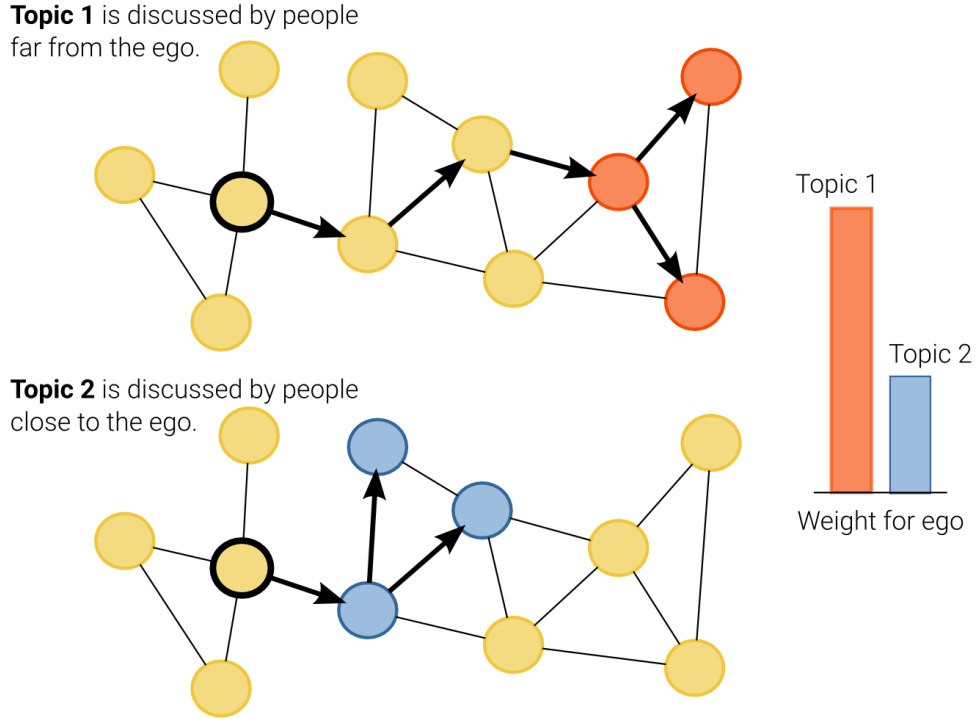 Topic 1 is discussed by people
far from the ego.
Topic 1
Topic 2
Weight for ego
Topic 2 is discussed by people
close to the ego.